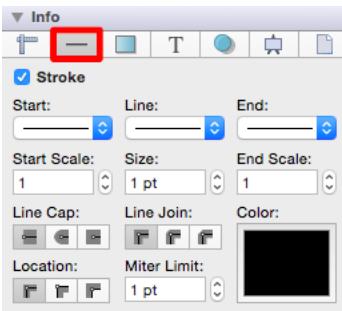 Info
T
Stroke
Start: Line: End:
Start Scale: Size: End Scale:
1 1 pt 1
Line Cap: Line Join: Color:
Location: Miter Limit:
1 pt